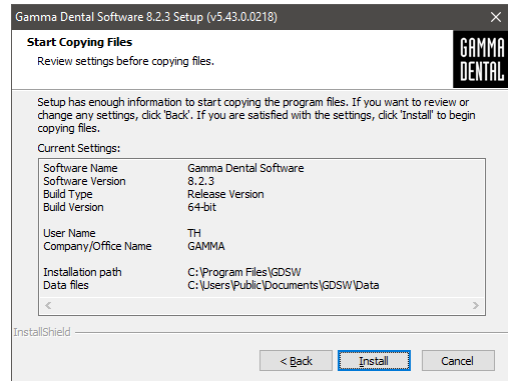 Gamma Dental Software 8.2.3 Setup (v5.43.0.0218)
Start Copying Files
Review settings before copying files.
GAMMA
DENTAL
Setup has enough information to start copying the program files. If you want to review or
change any settings, click 'Back'. If you are satisfied with the settings, click 'Install' to begin
copying files.
Current Settings:
Software Name Gamma Dental Software
Software Version 8.2.3
Build Type Release Version
Build Version 64-bit
User Name TH
Company/Office Name GAMMA
Installation path C:\Program Files\GDSW
Data files C:\Users\Public\Documents\GDSW\Data
InstallShield
< Back Install Cancel